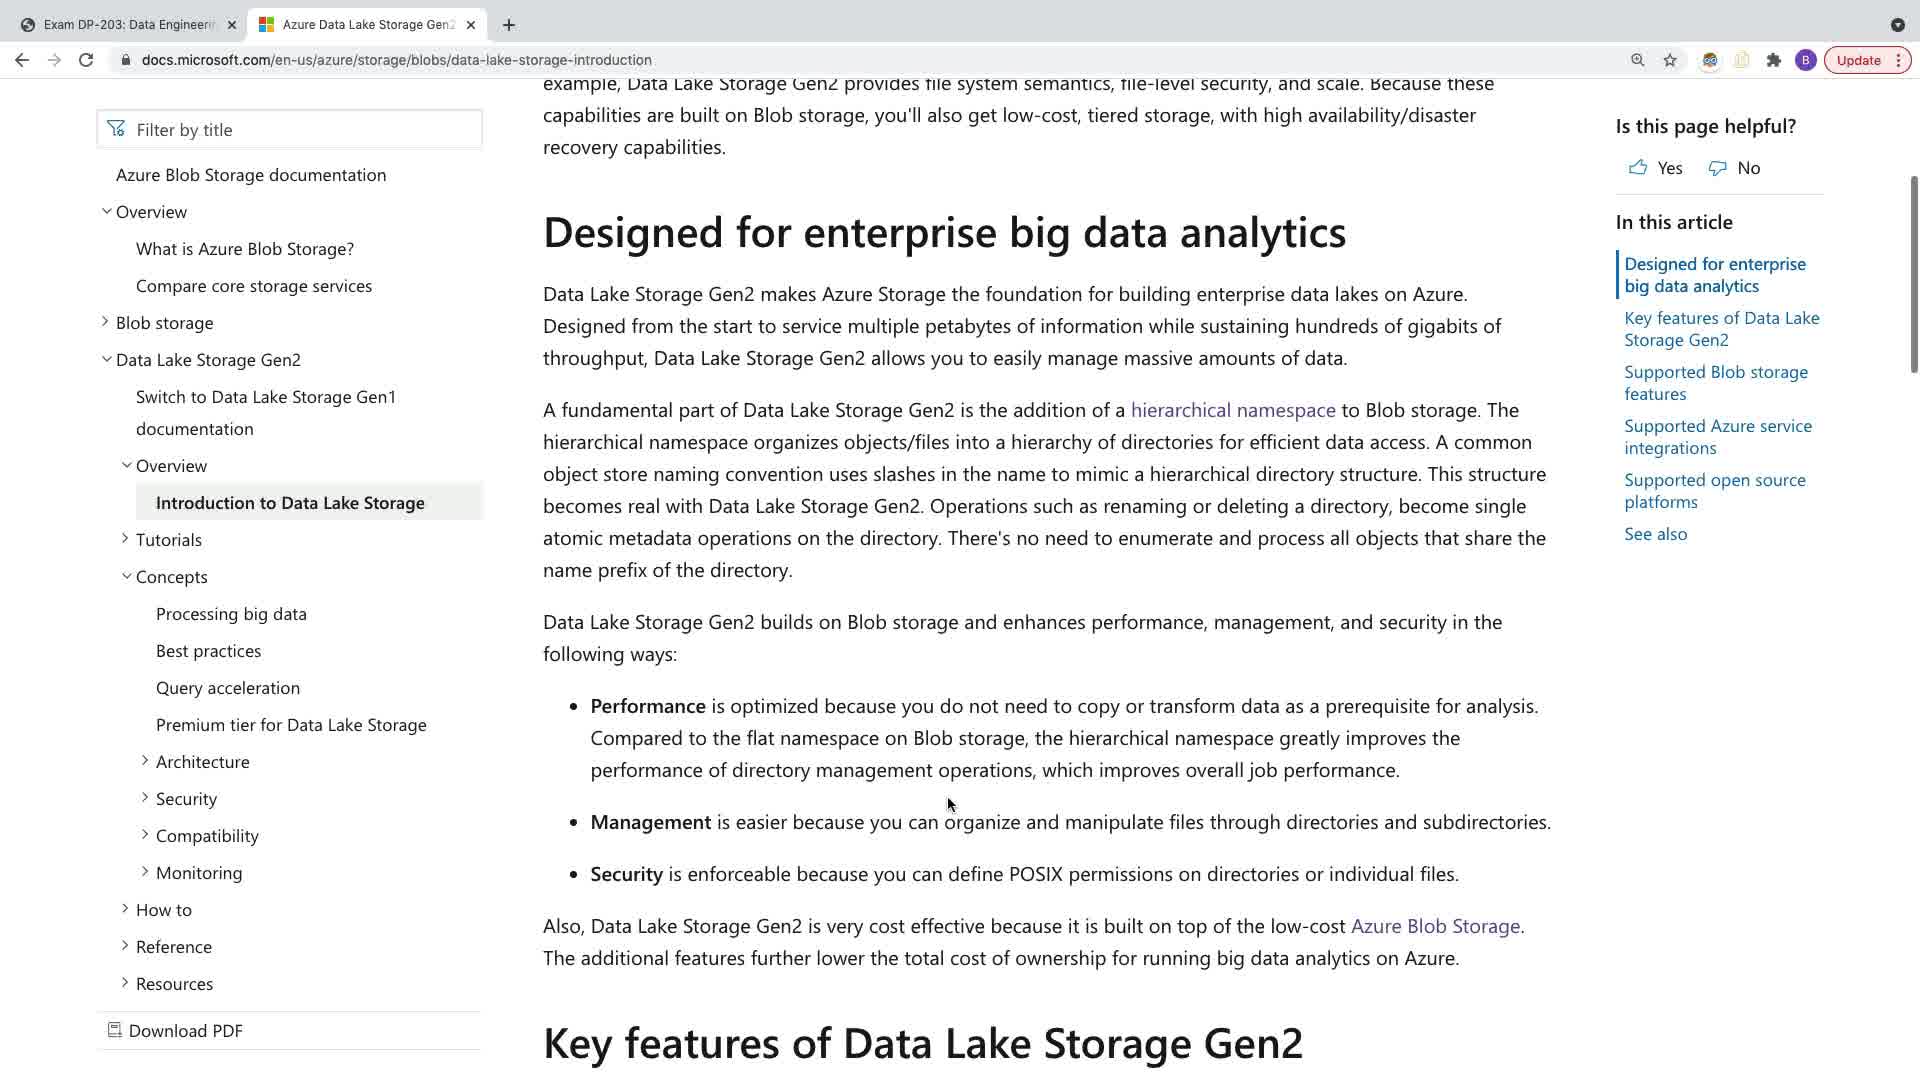 Exam DP-203: Data Engineerin
Azure Data Lake Storage Gen2
docs.microsoft.com/en-us/azure/storage/blobs/data-lake-storage-introduction
B
Update
Filter by title
Azure Blob Storage documentation
Overview
What is Azure Blob Storage?
Compare core storage services
Blob storage
Data Lake Storage Gen2
Switch to Data Lake Storage Gen1
documentation
Overview
Introduction to Data Lake Storage
Tutorials
Concepts
Processing big data
Best practices
Query acceleration
Premium tier for Data Lake Storage
Architecture
Security
Compatibility
Monitoring
How to
Reference
Resources
Download PDF
example, Data Lake Storage Gen2 provides file system semantics, file-level security, and scale. Because these
capabilities are built on Blob storage, you'll also get low-cost, tiered storage, with high availability/disaster
recovery capabilities.
Designed for enterprise big data analytics
Data Lake Storage Gen2 makes Azure Storage the foundation for building enterprise data lakes on Azure.
Designed from the start to service multiple petabytes of information while sustaining hundreds of gigabits of
throughput, Data Lake Storage Gen2 allows you to easily manage massive amounts of data.
A fundamental part of Data Lake Storage Gen2 is the addition of a hierarchical namespace to Blob storage. The
hierarchical namespace organizes objects/files into a hierarchy of directories for efficient data access. A common
object store naming convention uses slashes in the name to mimic a hierarchical directory structure. This structure
becomes real with Data Lake Storage Gen2. Operations such as renaming or deleting a directory, become single
atomic metadata operations on the directory. There's no need to enumerate and process all objects that share the
name prefix of the directory.
Data Lake Storage Gen2 builds on Blob storage and enhances performance, management, and security in the
following ways:
• Performance is optimized because you do not need to copy or transform data as a prerequisite for analysis.
Compared to the flat namespace on Blob storage, the hierarchical namespace greatly improves the
performance of directory management operations, which improves overall job performance.
• Management is easier because you can organize and manipulate files through directories and subdirectories.
• Security is enforceable because you can define POSIX permissions on directories or individual files.
Also, Data Lake Storage Gen2 is very cost effective because it is built on top of the low-cost Azure Blob Storage.
The additional features further lower the total cost of ownership for running big data analytics on Azure.
Key features of Data Lake Storage Gen2
Is this page helpful?
Yes No
In this article
Designed for enterprise
big data analytics
Key features of Data Lake
Storage Gen2
Supported Blob storage
features
Supported Azure service
integrations
Supported open source
platforms
See also